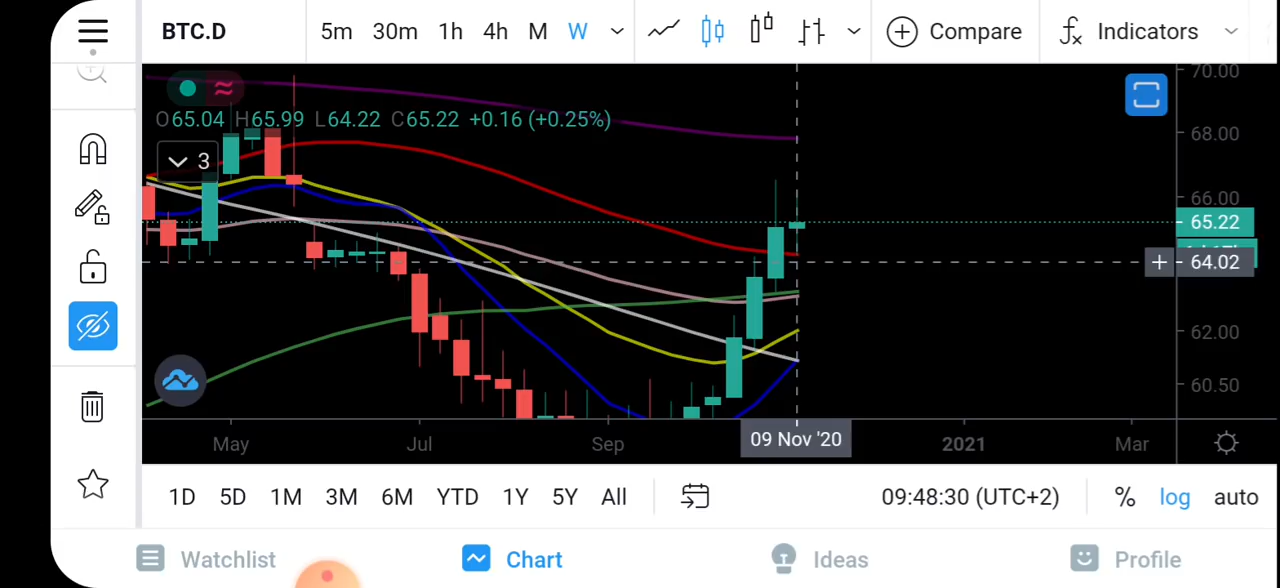 BTC.D 5m 30m 1h 4h M W Compare Indicators
O65.04 H65.99 L64.22 C65.22 +0.16 (+0.25%)
3
70.00
68.00
66.00
65.22
64.02
62.00
60.50
May Jul Sep 09 Nov '20 2021 Mar
1D 5D 1M 3M 6M YTD 1Y 5Y All 09:48:30 (UTC+2) % log auto
Watchlist Chart Ideas Profile